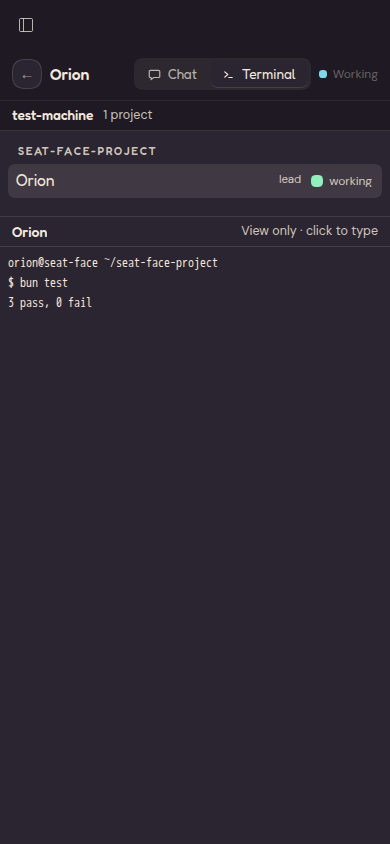 ← Orion Chat Terminal Working
test-machine 1 project
SEAT-FACE-PROJECT
Orion lead working
Orion View only · click to type
orion@seat-face ~/seat-face-project
$ bun test
3 pass, 0 fail